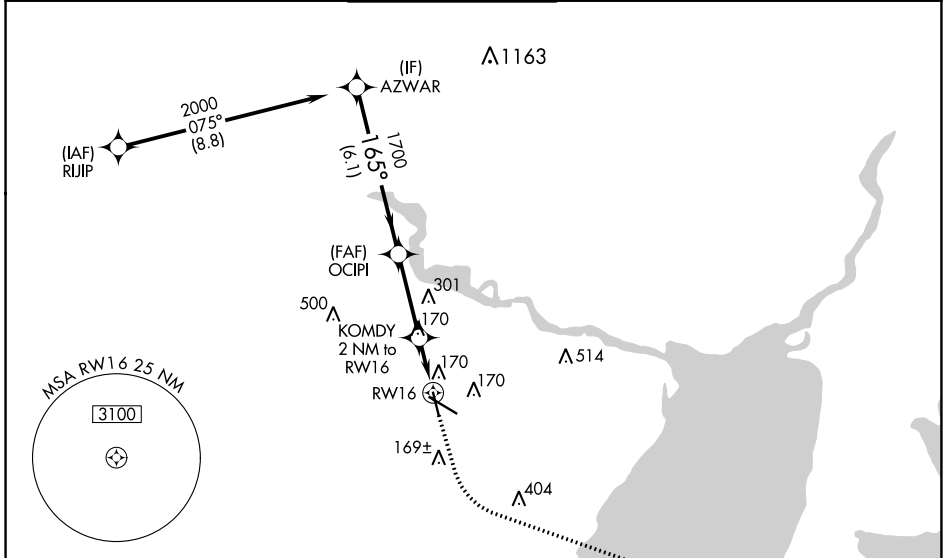 1163
(IF)
AZWAR
2000
075°
(8.8)
(IAF)
RIJIP
1700
165°
(6.1)
(FAF)
OCIPI
301
500
170
KOMDY
2 NM to
RW16
514
170
170
RW16
MSA RW16 25 NM
3100
169±
404